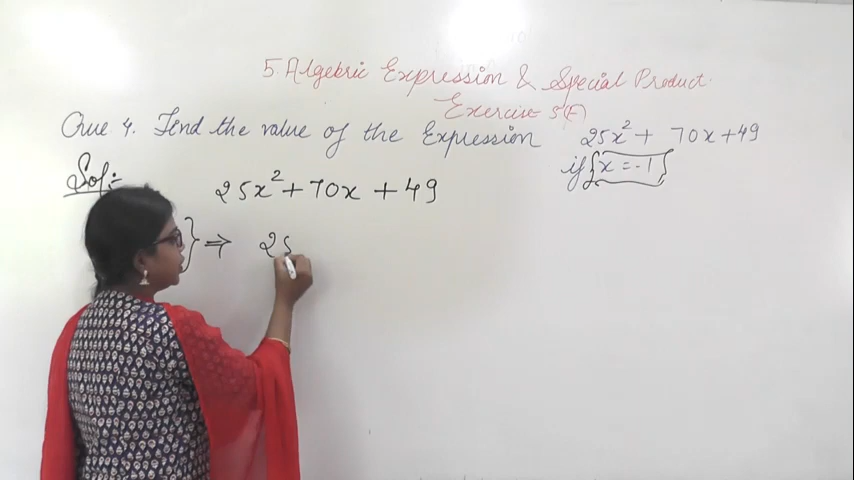 5. Algebric Expression & Special Product.
Exercise 5(F)
Que 4. Find the value of the Expression 25x² + 70x + 49
if {x = -1}
Sol:-
25x² + 70x + 49
} ⇒ 25